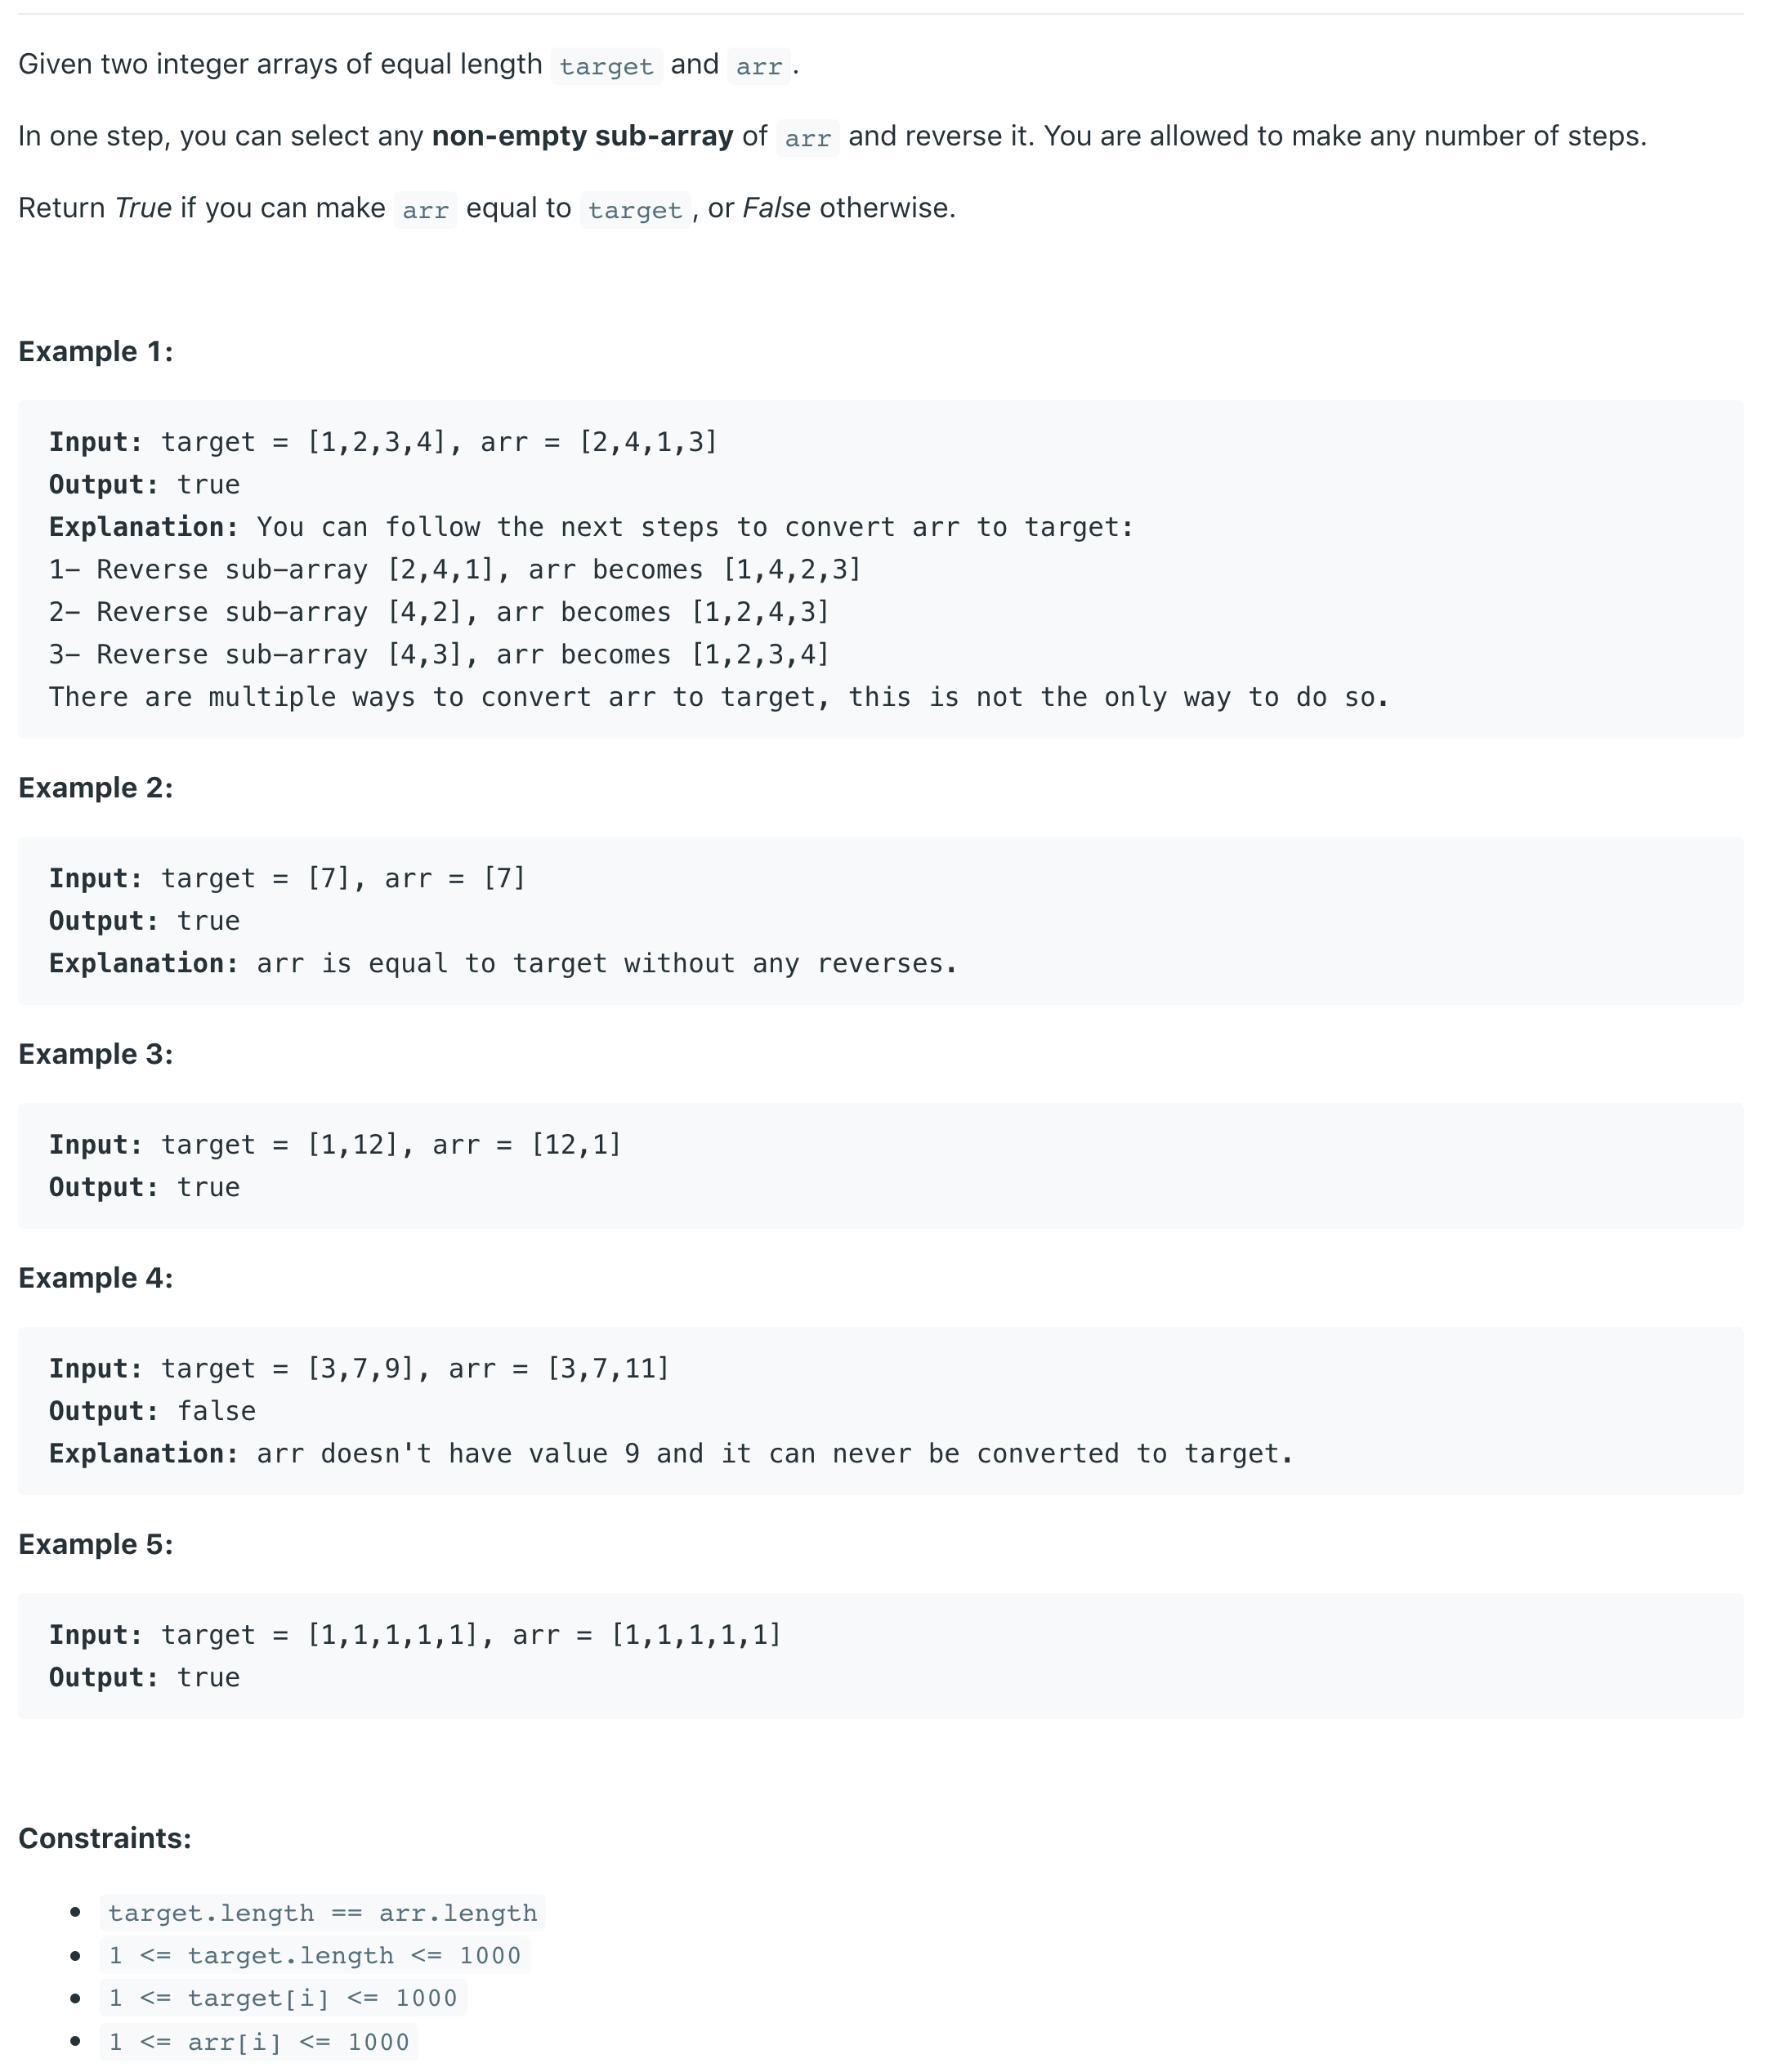 Given two integer arrays of equal length target and arr.
In one step, you can select any non-empty sub-array of arr and reverse it. You are allowed to make any number of steps.
Return True if you can make arr equal to target, or False otherwise.
Example 1:
Input: target = [1,2,3,4], arr = [2,4,1,3]
Output: true
Explanation: You can follow the next steps to convert arr to target:
1– Reverse sub–array [2,4,1], arr becomes [1,4,2,3]
2– Reverse sub–array [4,2], arr becomes [1,2,4,3]
3– Reverse sub–array [4,3], arr becomes [1,2,3,4]
There are multiple ways to convert arr to target, this is not the only way to do so.
Example 2:
Input: target = [7], arr = [7]
Output: true
Explanation: arr is equal to target without any reverses.
Example 3:
Input: target = [1,12], arr = [12,1]
Output: true
Example 4:
Input: target = [3,7,9], arr = [3,7,11]
Output: false
Explanation: arr doesn't have value 9 and it can never be converted to target.
Example 5:
Input: target = [1,1,1,1,1], arr = [1,1,1,1,1]
Output: true
Constraints:
• target.length == arr.length
• 1 <= target.length <= 1000
• 1 <= target[i] <= 1000
• 1 <= arr[i] <= 1000